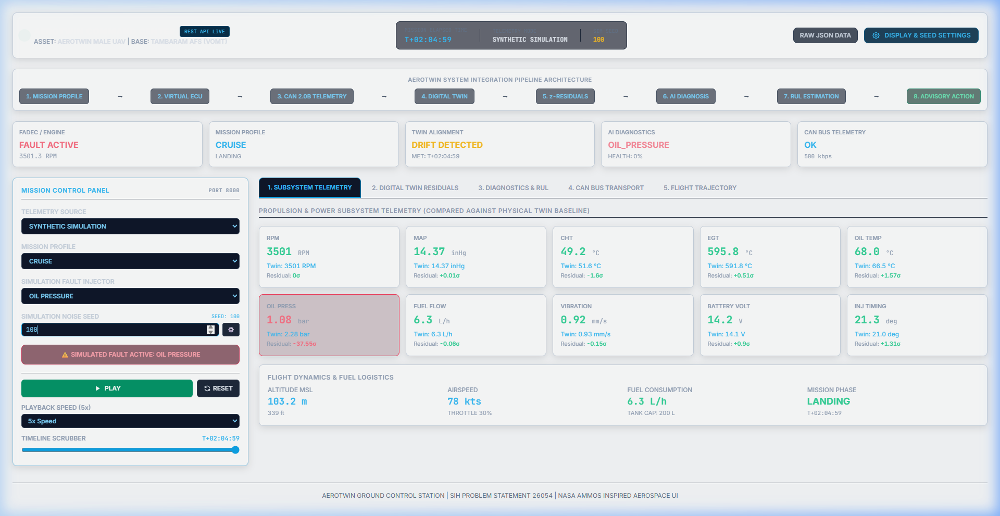 REST API LIVE
ASSET: AEROTWIN MALE UAV | BASE: TAMBARAM AFS (VOMT)
T+02:04:59
SYNTHETIC SIMULATION
100
RAW JSON DATA
DISPLAY & SEED SETTINGS
AEROTWIN SYSTEM INTEGRATION PIPELINE ARCHITECTURE
1. MISSION PROFILE → 2. VIRTUAL ECU → 3. CAN 2.0B TELEMETRY → 4. DIGITAL TWIN → 5. z-RESIDUALS → 6. AI DIAGNOSIS → 7. RUL ESTIMATION → 8. ADVISORY ACTION
FADEC / ENGINE
FAULT ACTIVE
3501.3 RPM
MISSION PROFILE
CRUISE
LANDING
TWIN ALIGNMENT
DRIFT DETECTED
MET: T+02:04:59
AI DIAGNOSTICS
OIL_PRESSURE
HEALTH: 0%
CAN BUS TELEMETRY
OK
500 kbps
MISSION CONTROL PANEL
PORT 8000
TELEMETRY SOURCE
SYNTHETIC SIMULATION
MISSION PROFILE
CRUISE
SIMULATION FAULT INJECTOR
OIL PRESSURE
SIMULATION NOISE SEED
SEED: 100
100
SIMULATED FAULT ACTIVE: OIL PRESSURE
PLAY
RESET
PLAYBACK SPEED (5x)
5x Speed
TIMELINE SCRUBBER
T+02:04:59
1. SUBSYSTEM TELEMETRY
2. DIGITAL TWIN RESIDUALS
3. DIAGNOSTICS & RUL
4. CAN BUS TRANSPORT
5. FLIGHT TRAJECTORY
PROPULSION & POWER SUBSYSTEM TELEMETRY (COMPARED AGAINST PHYSICAL TWIN BASELINE)
RPM
3501 RPM
Twin: 3501 RPM
Residual: 0σ
MAP
14.37 inHg
Twin: 14.37 inHg
Residual: +0.01σ
CHT
49.2 °C
Twin: 51.6 °C
Residual: -1.6σ
EGT
595.8 °C
Twin: 591.8 °C
Residual: +0.51σ
OIL TEMP
68.0 °C
Twin: 66.5 °C
Residual: +1.57σ
OIL PRESS
1.08 bar
Twin: 2.28 bar
Residual: -37.55σ
FUEL FLOW
6.3 L/h
Twin: 6.3 L/h
Residual: -0.06σ
VIBRATION
0.92 mm/s
Twin: 0.93 mm/s
Residual: -0.15σ
BATTERY VOLT
14.2 V
Twin: 14.1 V
Residual: +0.9σ
INJ TIMING
21.3 deg
Twin: 21.0 deg
Residual: +1.31σ
FLIGHT DYNAMICS & FUEL LOGISTICS
ALTITUDE MSL
103.2 m
339 ft
AIRSPEED
78 kts
THROTTLE 30%
FUEL CONSUMPTION
6.3 L/h
TANK CAP: 200 L
MISSION PHASE
LANDING
T+02:04:59
AEROTWIN GROUND CONTROL STATION | SIH PROBLEM STATEMENT 26054 | NASA AMMOS INSPIRED AEROSPACE UI